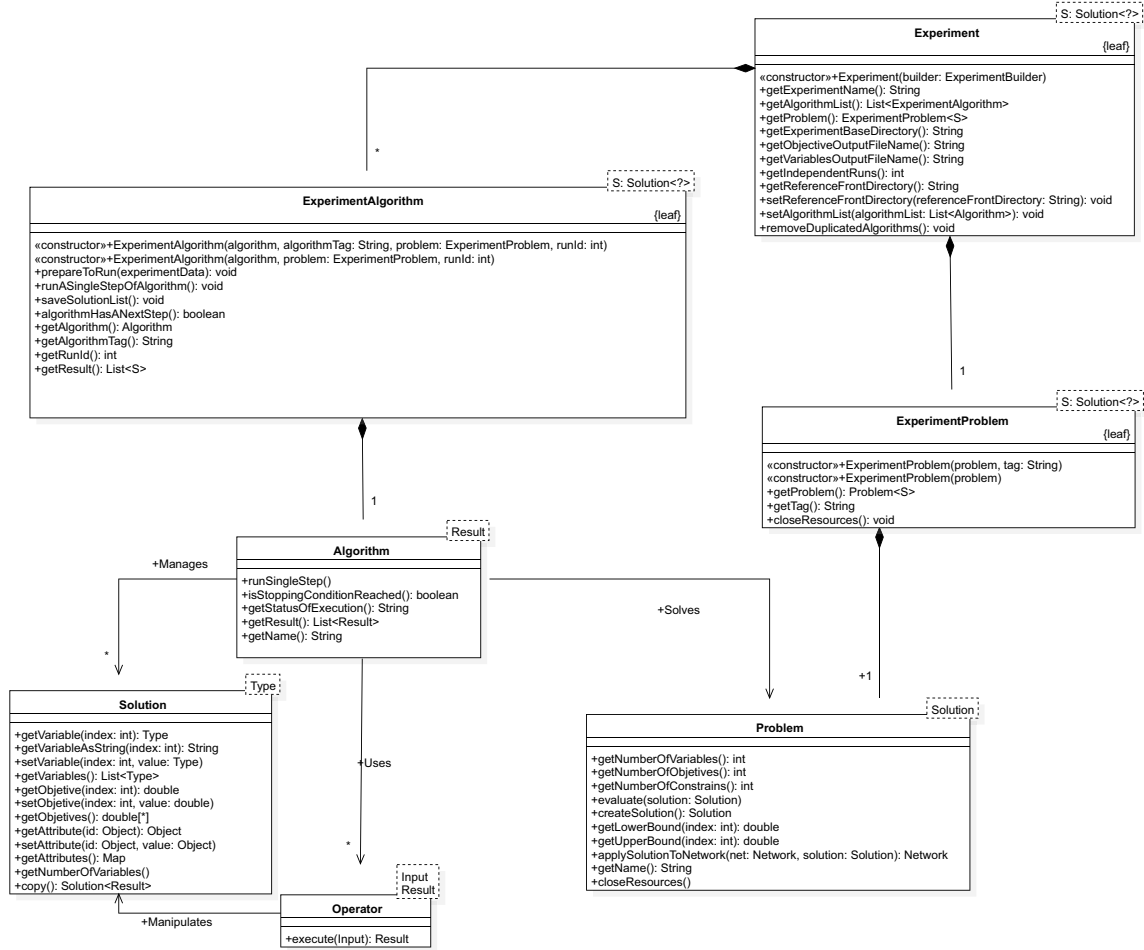 S: Solution<?>
Experiment
{leaf}
«constructor»+Experiment(builder: ExperimentBuilder)
+getExperimentName(): String
+getAlgorithmList(): List<ExperimentAlgorithm>
+getProblem(): ExperimentProblem<S>
+getExperimentBaseDirectory(): String
+getObjectiveOutputFileName(): String
+getVariablesOutputFileName(): String
+getIndependentRuns(): int
+getReferenceFrontDirectory(): String
+setReferenceFrontDirectory(referenceFrontDirectory: String): void
+setAlgorithmList(algorithmList: List<Algorithm>): void
+removeDuplicatedAlgorithms(): void
*
S: Solution<?>
ExperimentAlgorithm
{leaf}
«constructor»+ExperimentAlgorithm(algorithm, algorithmTag: String, problem: ExperimentProblem, runId: int)
«constructor»+ExperimentAlgorithm(algorithm, problem: ExperimentProblem, runId: int)
+prepareToRun(experimentData): void
+runASingleStepOfAlgorithm(): void
+saveSolutionList(): void
+algorithmHasANextStep(): boolean
+getAlgorithm(): Algorithm
+getAlgorithmTag(): String
+getRunId(): int
+getResult(): List<S>
1
S: Solution<?>
ExperimentProblem
{leaf}
«constructor»+ExperimentProblem(problem, tag: String)
«constructor»+ExperimentProblem(problem)
+getProblem(): Problem<S>
+getTag(): String
+closeResources(): void
1
Result
Algorithm
+runSingleStep()
+isStoppingConditionReached(): boolean
+getStatusOfExecution(): String
+getResult(): List<Result>
+getName(): String
+Manages
*
+Solves
+1
+Uses
*
Type
Solution
+getVariable(index: int): Type
+getVariableAsString(index: int): String
+setVariable(index: int, value: Type)
+getVariables(): List<Type>
+getObjetive(index: int): double
+setObjetive(index: int, value: double)
+getObjetives(): double[*]
+getAttribute(id: Object): Object
+setAttribute(id: Object, value: Object)
+getAttributes(): Map
+getNumberOfVariables()
+copy(): Solution<Result>
Solution
Problem
+getNumberOfVariables(): int
+getNumberOfObjetives(): int
+getNumberOfConstrains(): int
+evaluate(solution: Solution)
+createSolution(): Solution
+getLowerBound(index: int): double
+getUpperBound(index: int): double
+applySolutionToNetwork(net: Network, solution: Solution): Network
+getName(): String
+closeResources()
Input
Result
Operator
+execute(Input): Result
+Manipulates